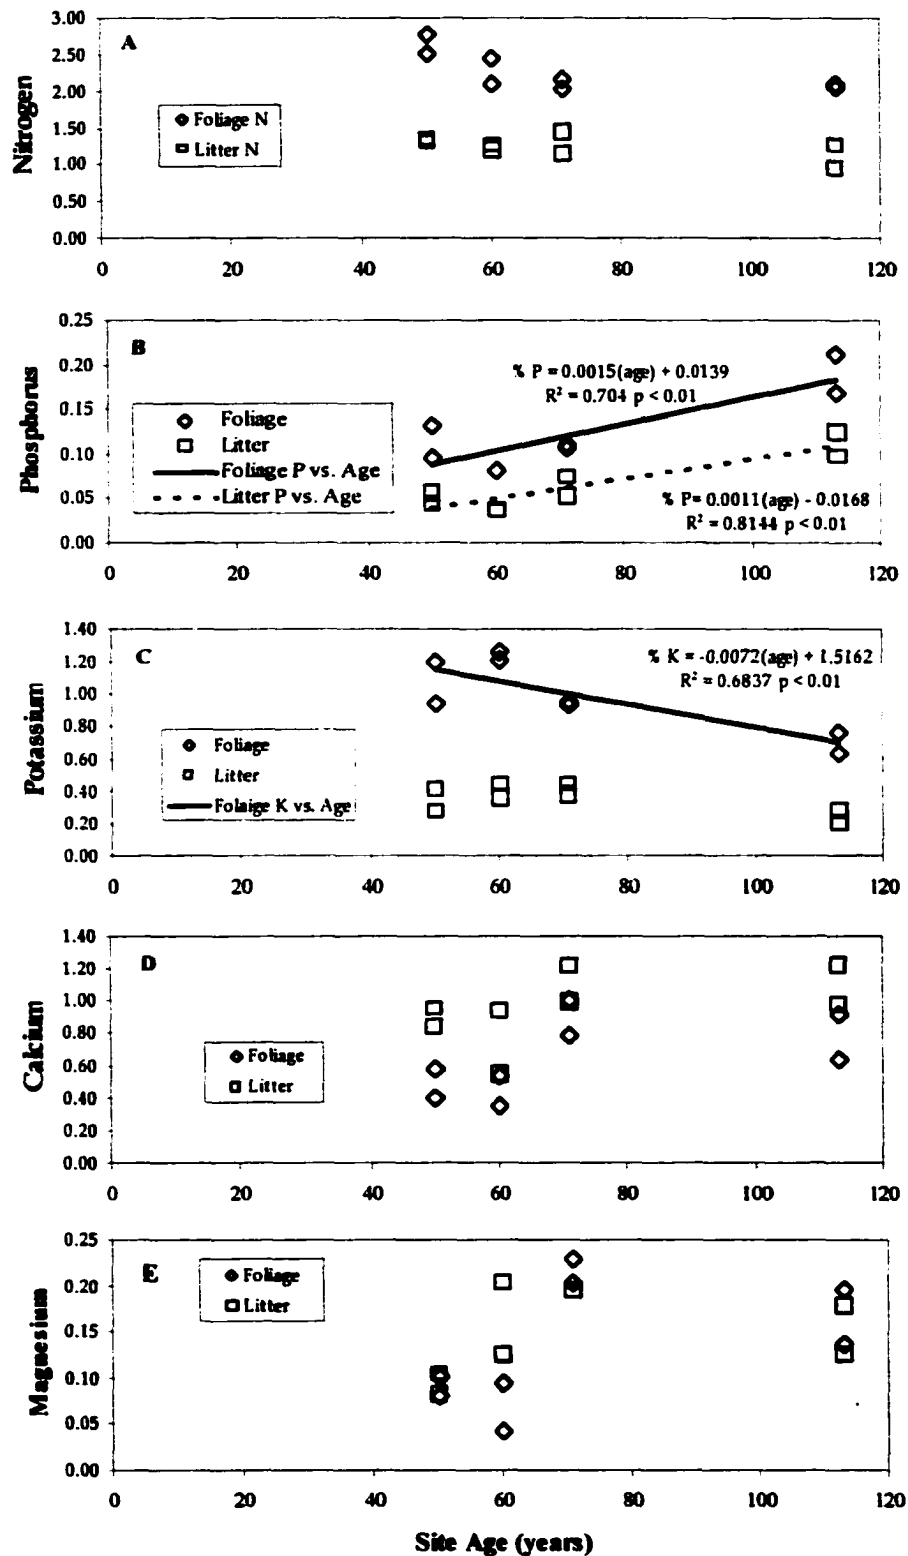 A
Nitrogen
3.00
2.50
2.00
1.50
1.00
0.50
0.00
Foliage N
Litter N
0 20 40 60 80 100 120
B
Phosphorus
0.25
0.20
0.15
0.10
0.05
0.00
% P = 0.0015(age) + 0.0139
R² = 0.704 p < 0.01
Foliage
Litter
Foliage P vs. Age
Litter P vs. Age
% P = 0.0011(age) - 0.0168
R² = 0.8144 p < 0.01
0 20 40 60 80 100 120
C
Potassium
1.40
1.20
1.00
0.80
0.60
0.40
0.20
0.00
% K = -0.0072(age) + 1.5162
R² = 0.6837 p < 0.01
Foliage
Litter
Folaige K vs. Age
0 20 40 60 80 100 120
D
Calcium
1.40
1.20
1.00
0.80
0.60
0.40
0.20
0.00
Foliage
Litter
0 20 40 60 80 100 120
E
Magnesium
0.25
0.20
0.15
0.10
0.05
0.00
Foliage
Litter
0 20 40 60 80 100 120
Site Age (years)